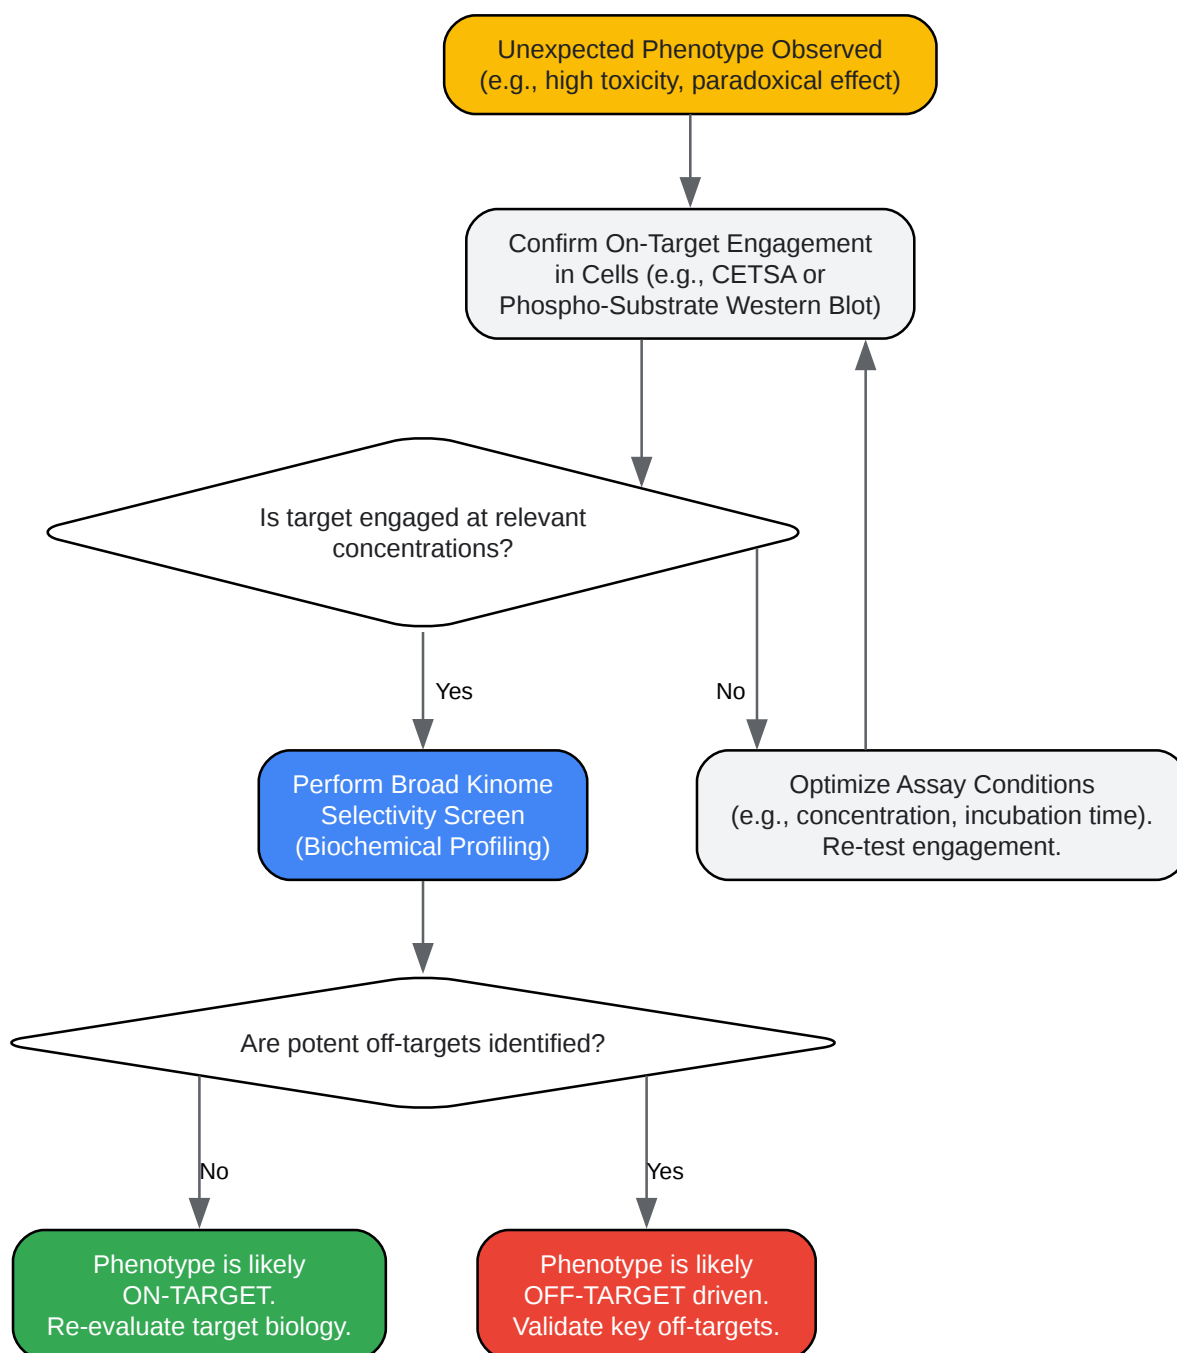 Unexpected Phenotype Observed
(e.g., high toxicity, paradoxical effect)
Confirm On-Target Engagement
in Cells (e.g., CETSA or
Phospho-Substrate Western Blot)
Is target engaged at relevant
concentrations?
Yes
No
Perform Broad Kinome
Selectivity Screen
(Biochemical Profiling)
Optimize Assay Conditions
(e.g., concentration, incubation time).
Re-test engagement.
Are potent off-targets identified?
No
Yes
Phenotype is likely
ON-TARGET.
Re-evaluate target biology.
Phenotype is likely
OFF-TARGET driven.
Validate key off-targets.